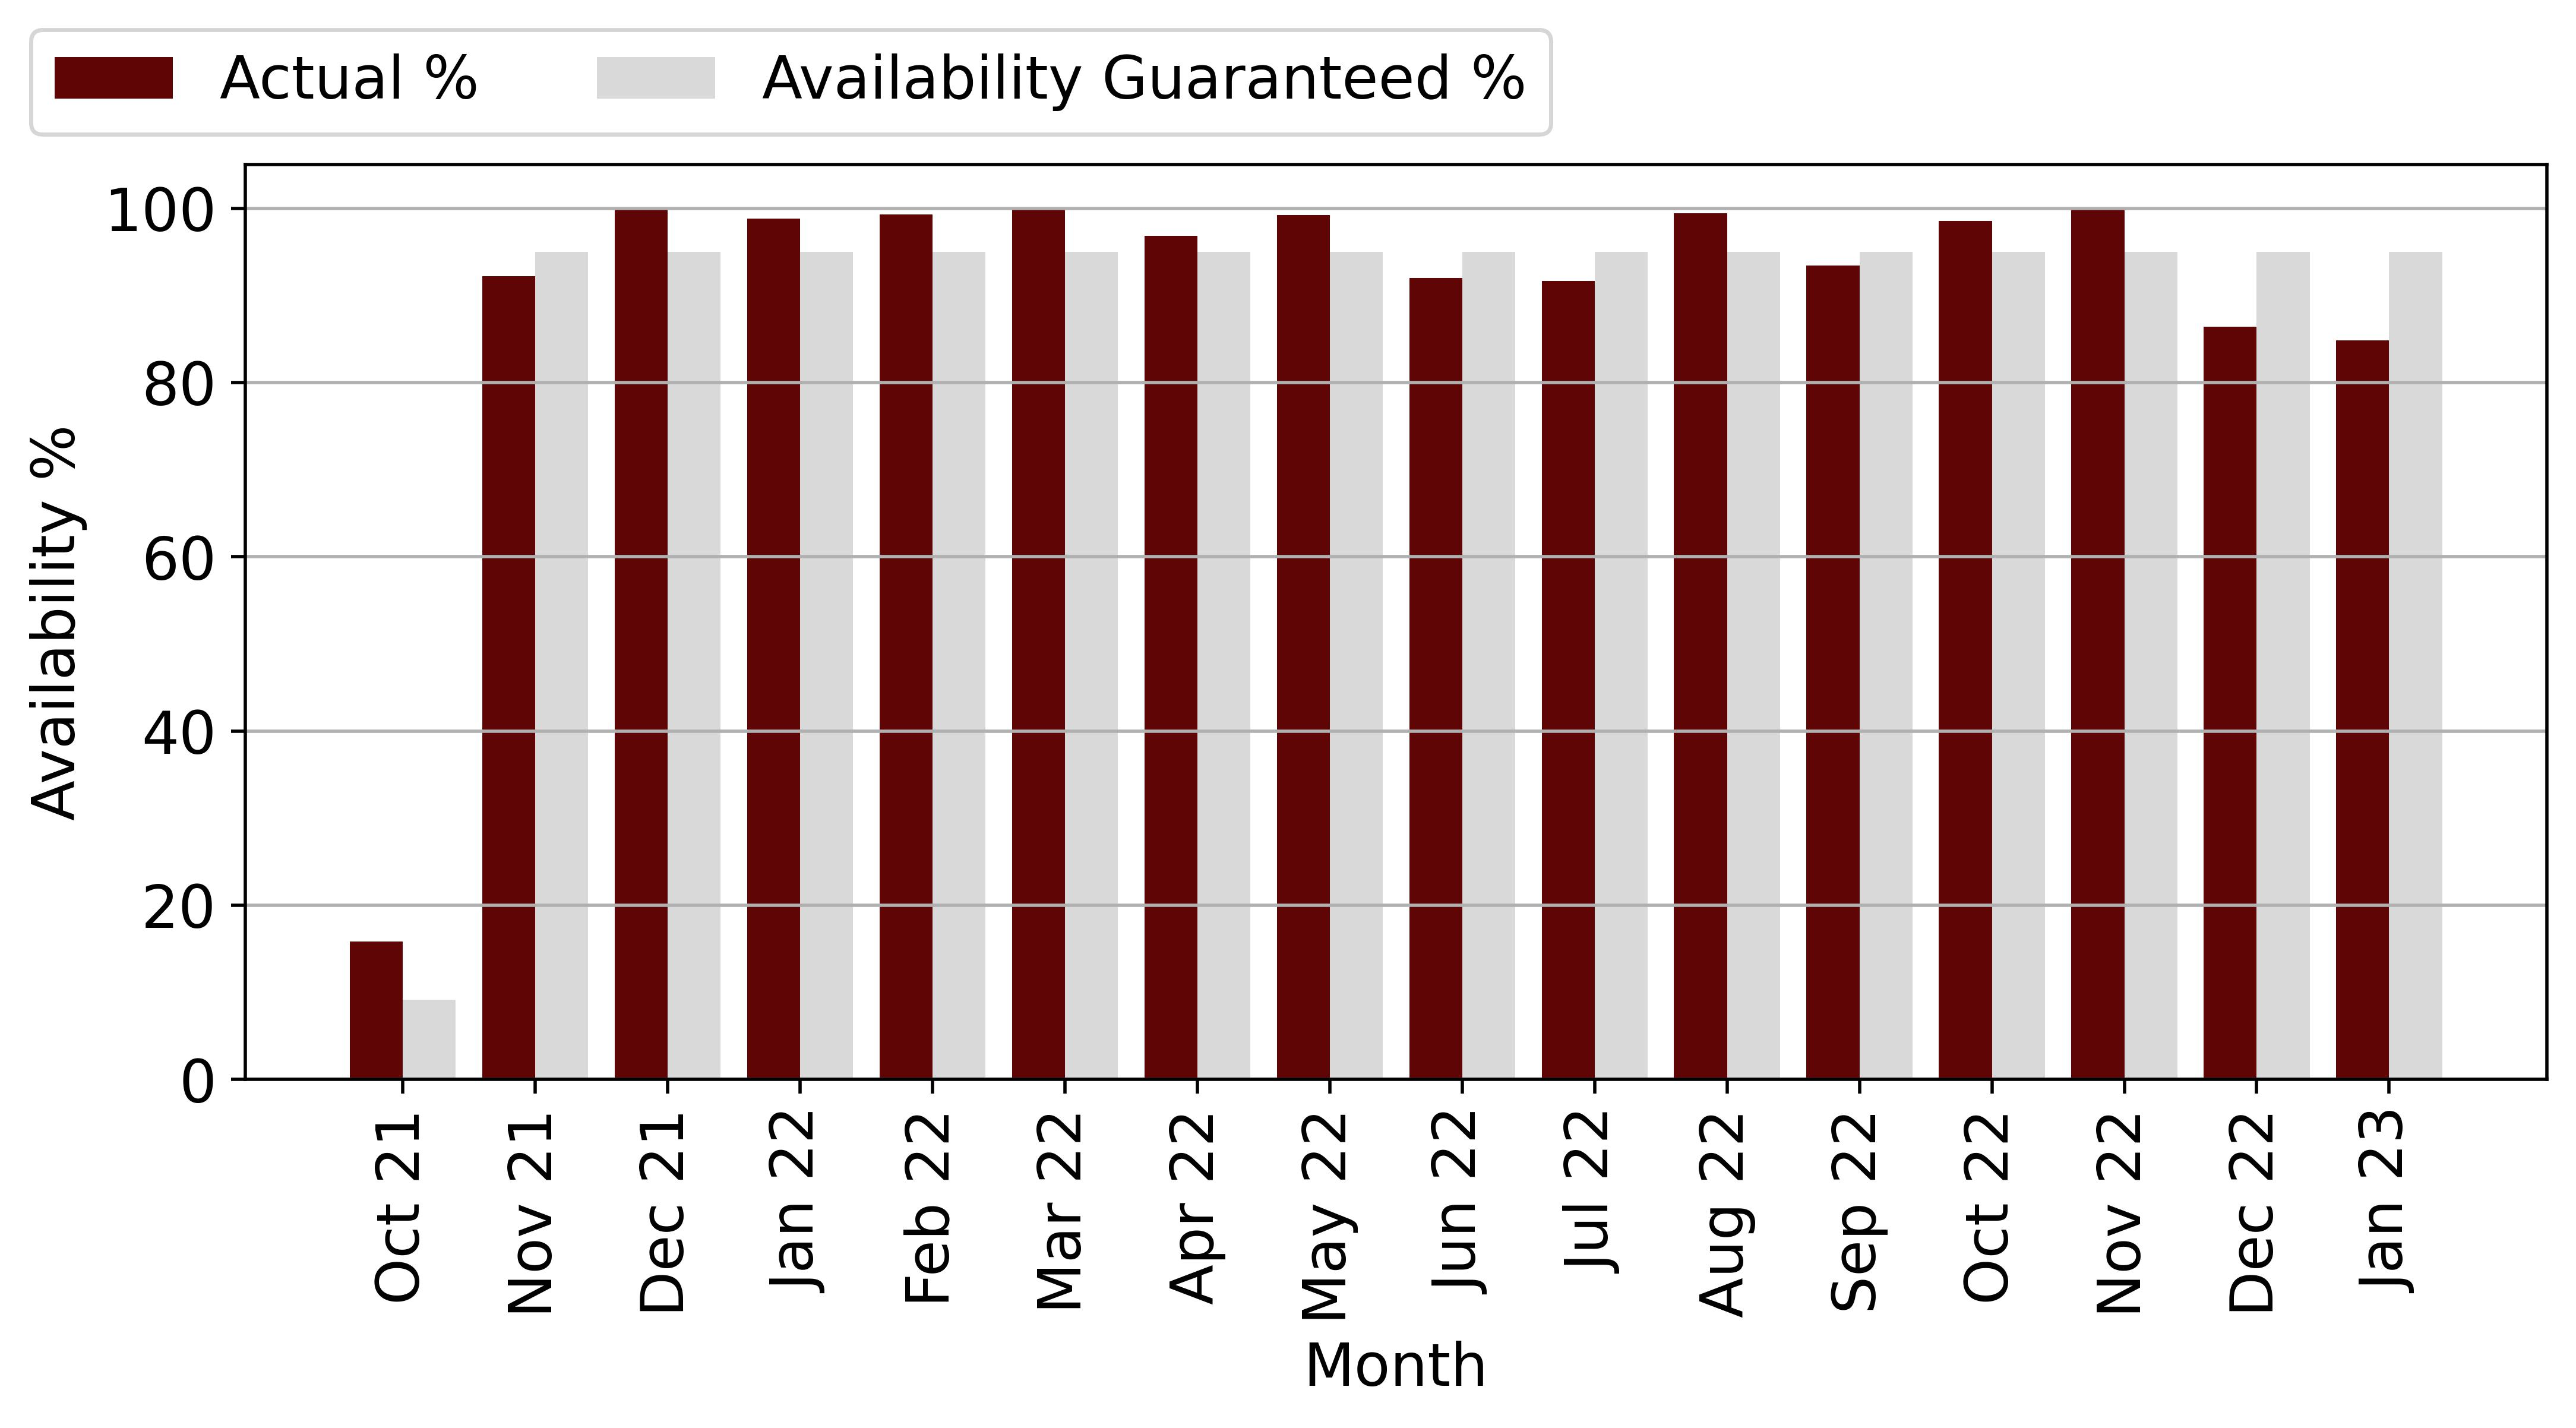 Actual %
Availability Guaranteed %
100
80
60
40
20
0
Availability %
Oct 21
Nov 21
Dec 21
Jan 22
Feb 22
Mar 22
Apr 22
May 22
Jun 22
Jul 22
Aug 22
Sep 22
Oct 22
Nov 22
Dec 22
Jan 23
Month